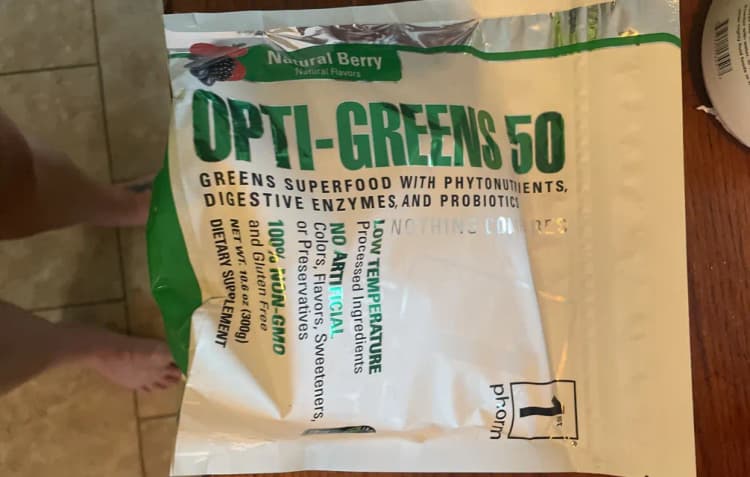 Natural Berry
Natural Flavors
OPTI-GREENS 50
GREENS SUPERFOOD WITH PHYTONUTRIENTS,
DIGESTIVE ENZYMES, AND PROBIOTICS
NOTHING COMPARES
LOW TEMPERATURE
Processed Ingredients
NO ARTIFICIAL
Colors, Flavors, Sweeteners,
or Preservatives
100% NON-GMO
and Gluten Free
NET WT. 10.6 oz (300g)
DIETARY SUPPLEMENT
1st
phorm